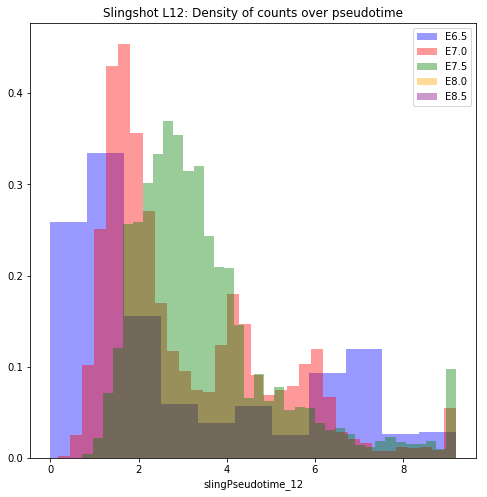 Slingshot L12: Density of counts over pseudotime
E6.5
E7.0
E7.5
E8.0
E8.5
0.4
0.3
0.2
0.1
0.0
0 2 4 6 8
slingPseudotime_12